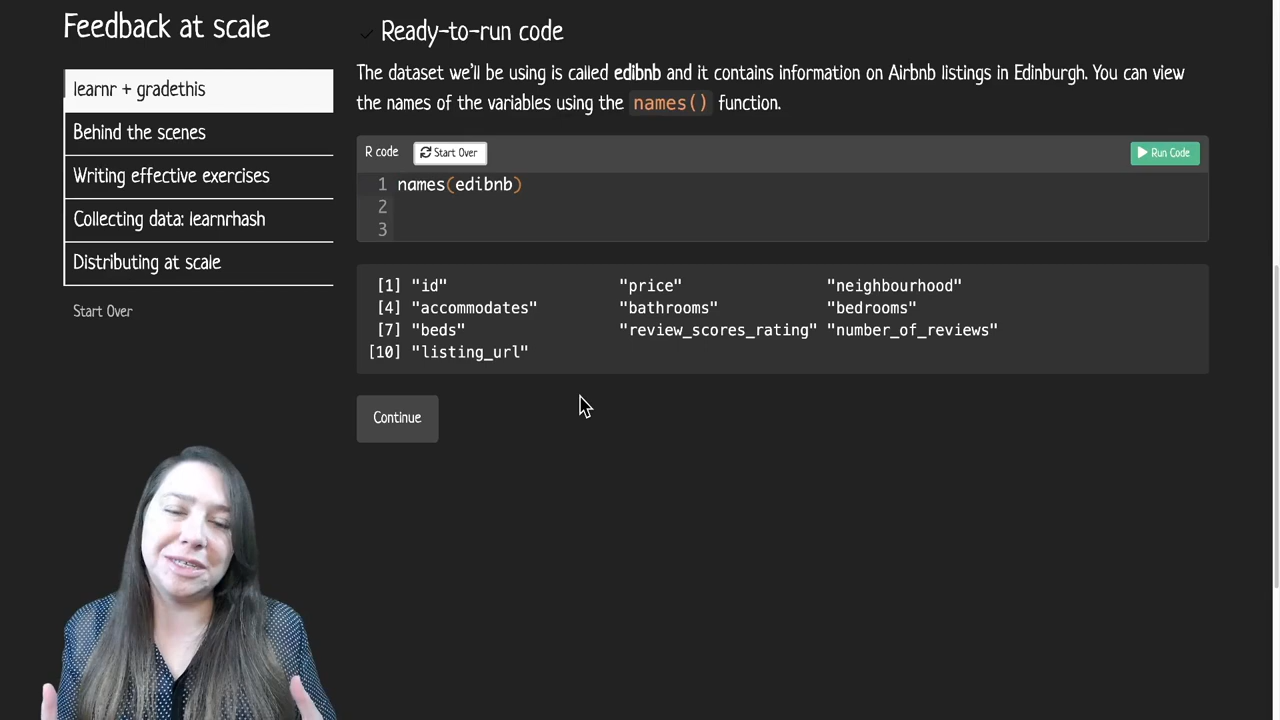 Feedback at scale
learnr + gradethis
Behind the scenes
Writing effective exercises
Collecting data: learnrhash
Distributing at scale
Start Over
Ready-to-run code
The dataset we'll be using is called edibnb and it contains information on Airbnb listings in Edinburgh. You can view
the names of the variables using the names() function.
R code Start Over Run Code
1 names(edibnb)
2
3
[1] "id" "price" "neighbourhood"
[4] "accommodates" "bathrooms" "bedrooms"
[7] "beds" "review_scores_rating" "number_of_reviews"
[10] "listing_url"
Continue